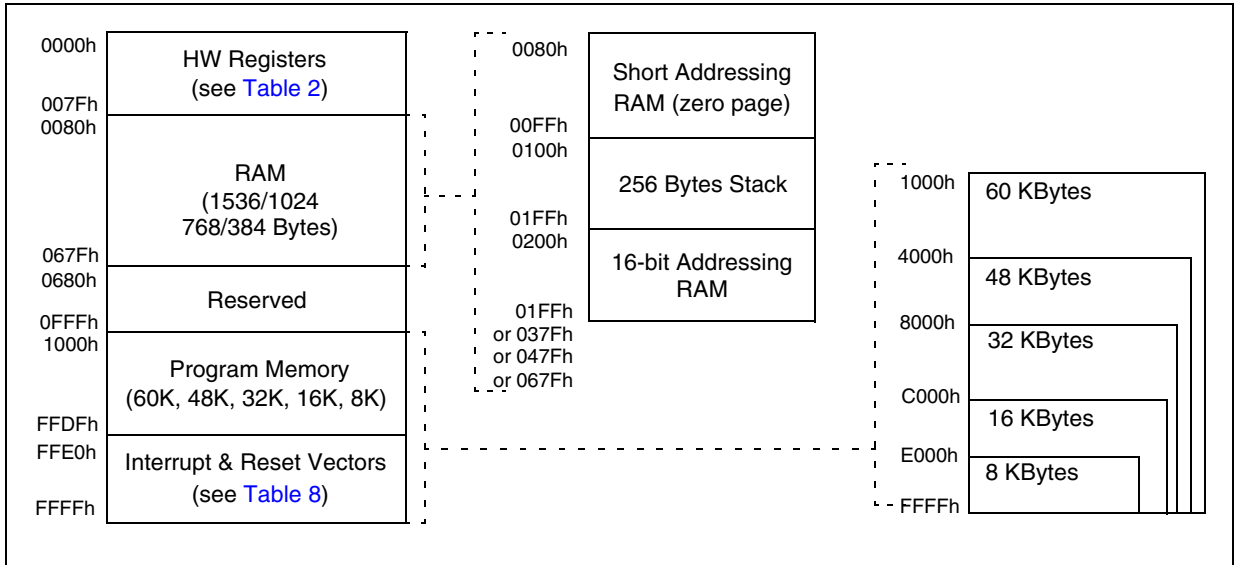 0000h
HW Registers
(see Table 2)
007Fh
0080h
RAM
(1536/1024
768/384 Bytes)
067Fh
0680h
Reserved
0FFFh
1000h
Program Memory
(60K, 48K, 32K, 16K, 8K)
FFDFh
FFE0h
Interrupt & Reset Vectors
(see Table 8)
FFFFh
0080h
Short Addressing
RAM (zero page)
00FFh
0100h
256 Bytes Stack
01FFh
0200h
16-bit Addressing
RAM
01FFh
or 037Fh
or 047Fh
or 067Fh
1000h
60 KBytes
4000h
48 KBytes
8000h
32 KBytes
C000h
16 KBytes
E000h
8 KBytes
FFFFh